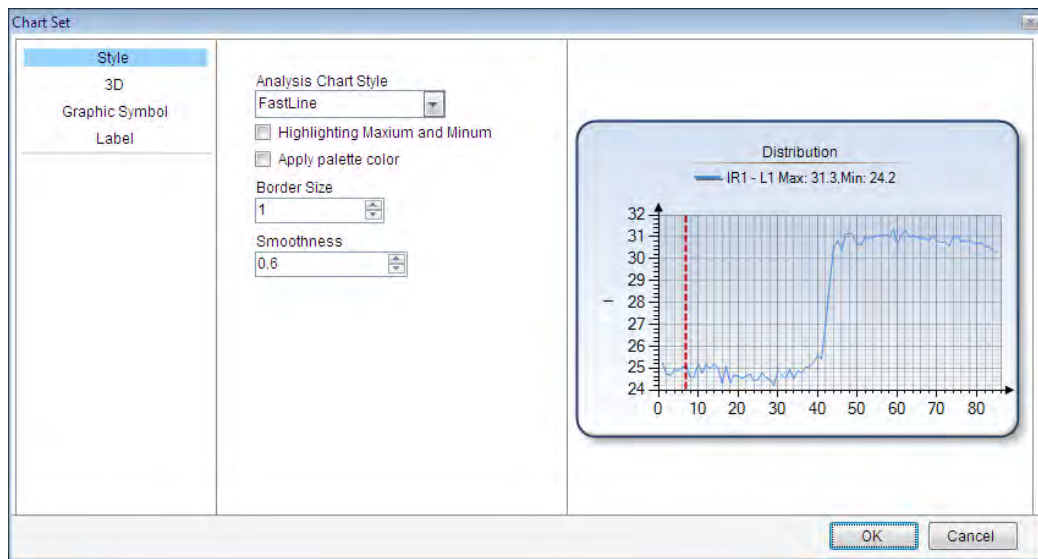 Chart Set
Style
3D
Graphic Symbol
Label
Analysis Chart Style
FastLine
Highlighting Maxium and Minum
Apply palette color
Border Size
1
Smoothness
0.6
Distribution
IR1 - L1 Max: 31.3,Min: 24.2
32
31
30
29
28
27
26
25
24
0 10 20 30 40 50 60 70 80
OK Cancel